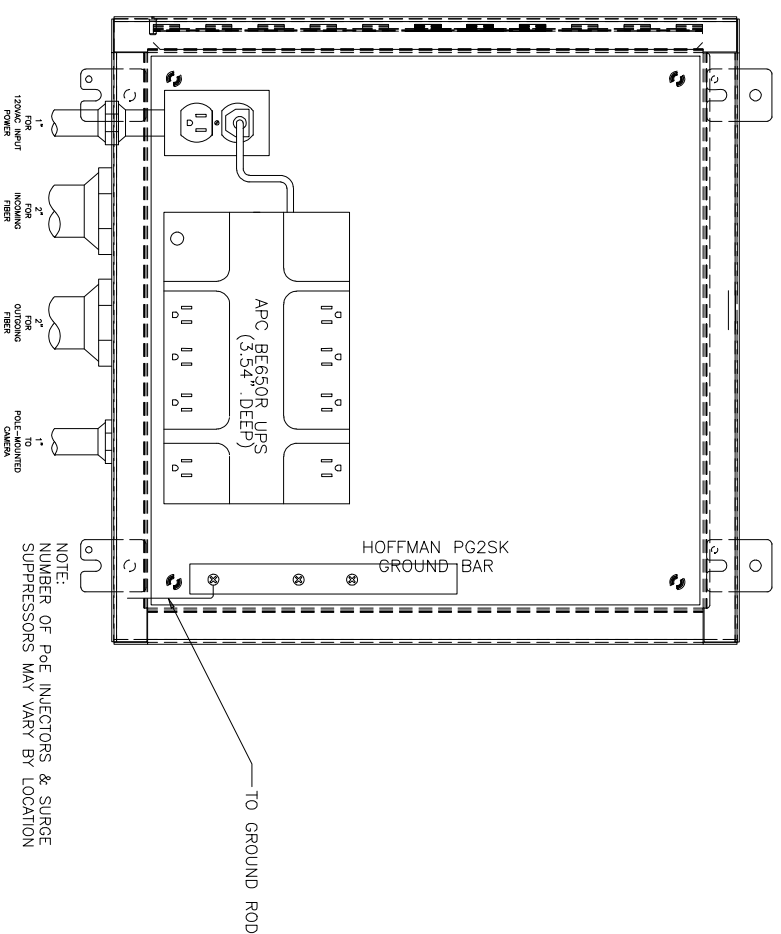 HOFFMAN PG2SK
GROUND BAR
APC BE650R UPS
(3.54" DEEP)
1"
FOR
120VAC INPUT
POWER
2"
FOR
INCOMING
FIBER
2"
FOR
OUTGOING
FIBER
1"
TO
POLE-MOUNTED
CAMERA
NOTE:
NUMBER OF PoE INJECTORS & SURGE
SUPPRESSORS MAY VARY BY LOCATION
TO GROUND ROD